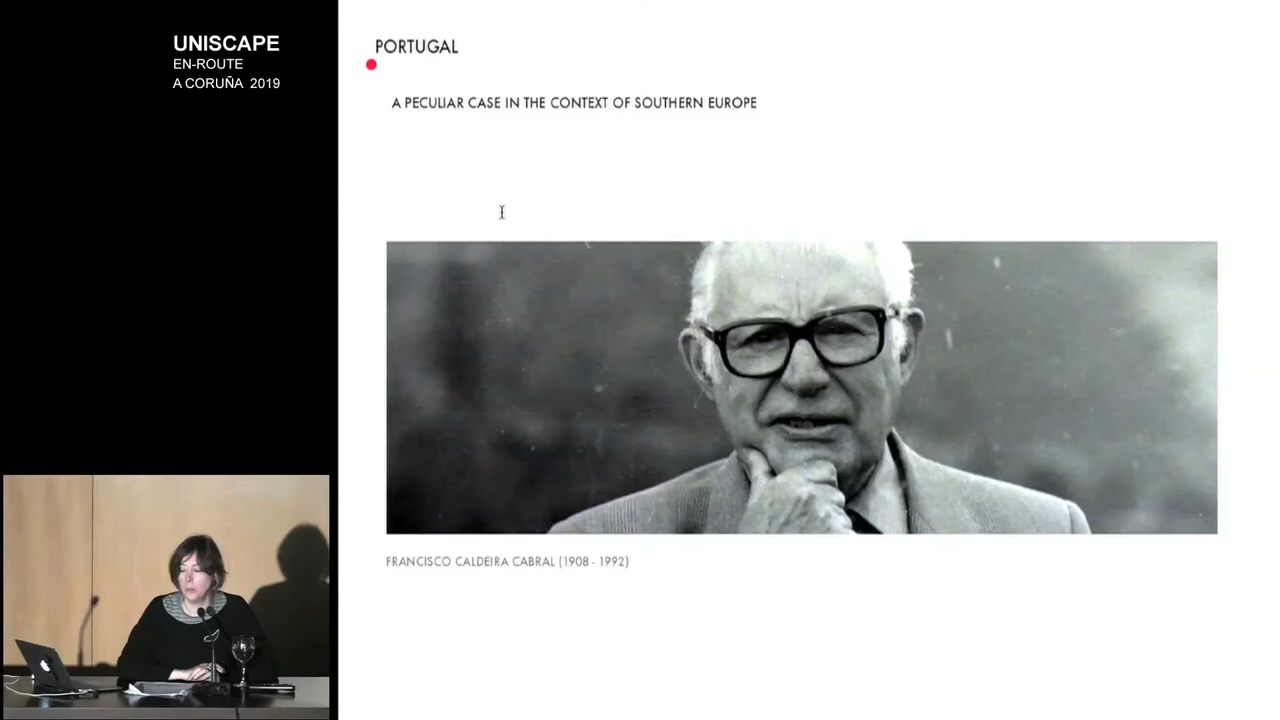 UNISCAPE
EN-ROUTE
A CORUÑA 2019
PORTUGAL
A PECULIAR CASE IN THE CONTEXT OF SOUTHERN EUROPE
FRANCISCO CALDEIRA CABRAL (1908 - 1992)